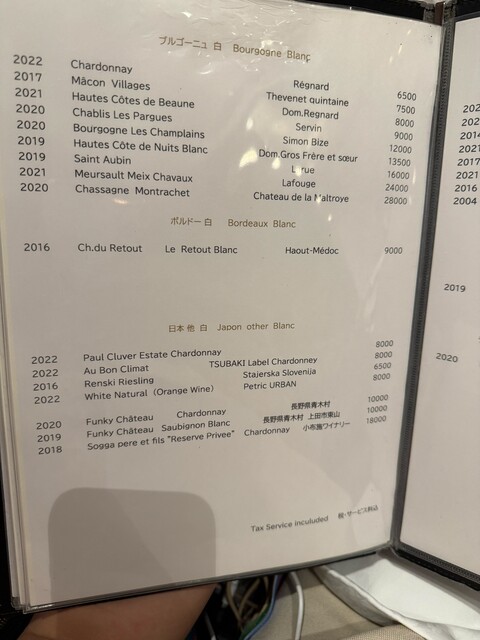 ブルゴーニュ 白 Bourgogne Blanc
2022 Chardonnay Régnard 6500
2017 Mâcon Villages Thevenet quintaine 7500
2021 Hautes Côtes de Beaune Dom.Regnard 8000
2020 Chablis Les Pargues Servin 9000
2020 Bourgogne Les Champlains Simon Bize 12000
2019 Hautes Côte de Nuits Blanc Dom.Gros Frère et sœur 13500
2019 Saint Aubin Larue 16000
2021 Meursault Meix Chavaux Lafouge 24000
2020 Chassagne Montrachet Chateau de la Maltroye 28000
ボルドー 白 Bordeaux Blanc
2016 Ch.du Retout Le Retout Blanc Haout-Médoc 9000
日本 他 白 Japon other Blanc
2022 Paul Cluver Estate Chardonnay 8000
2022 Au Bon Climat TSUBAKI Label Chardonney 8000
2016 Renski Riesling Stajerska Slovenija 6500
2022 White Natural (Orange Wine) Petric URBAN 8000
2020 Funky Château Chardonnay 長野県青木村 10000
2019 Funky Château Saubignon Blanc 長野県青木村 上田市東山 10000
2018 Sogga pere et fils "Reserve Privee" Chardonnay 小布施ワイナリー 18000
Tax Service inculuded 税・サービス料込
2017
2021
2016
2004
2019
2020